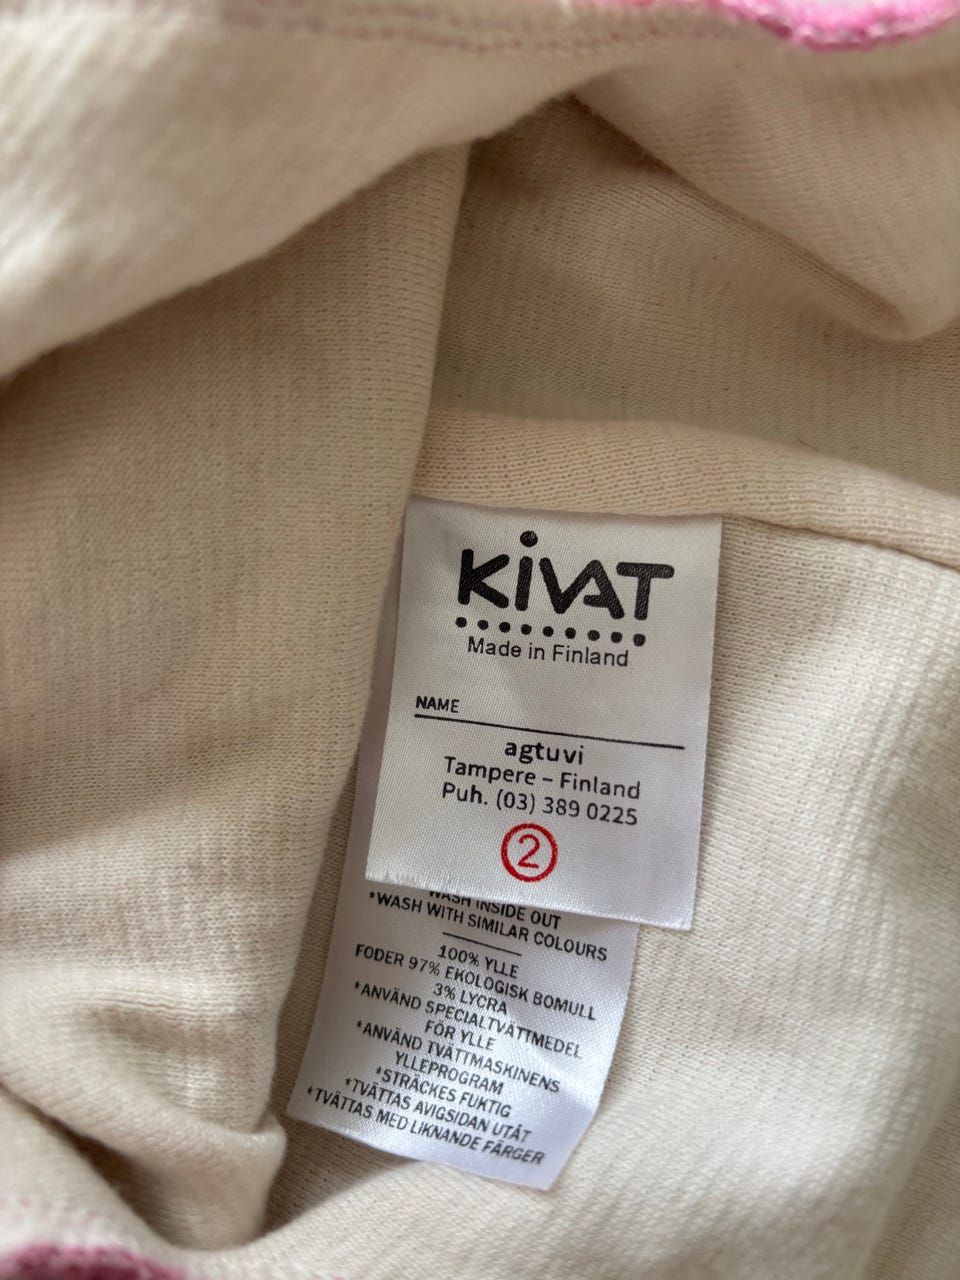 KiVAT
Made in Finland
NAME
agtuvi
Tampere – Finland
Puh. (03) 389 0225
2
WASH INSIDE OUT
*WASH WITH SIMILAR COLOURS
100% YLLE
FODER 97% EKOLOGISK BOMULL
3% LYCRA
*ANVÄND SPECIALTVÄTTMEDEL
FÖR YLLE
*ANVÄND TVÄTTMASKINENS
YLLEPROGRAM
*STRÄCKES FUKTIG
*TVÄTTAS AVIGSIDAN UTÅT
*TVÄTTAS MED LIKNANDE FÄRGER